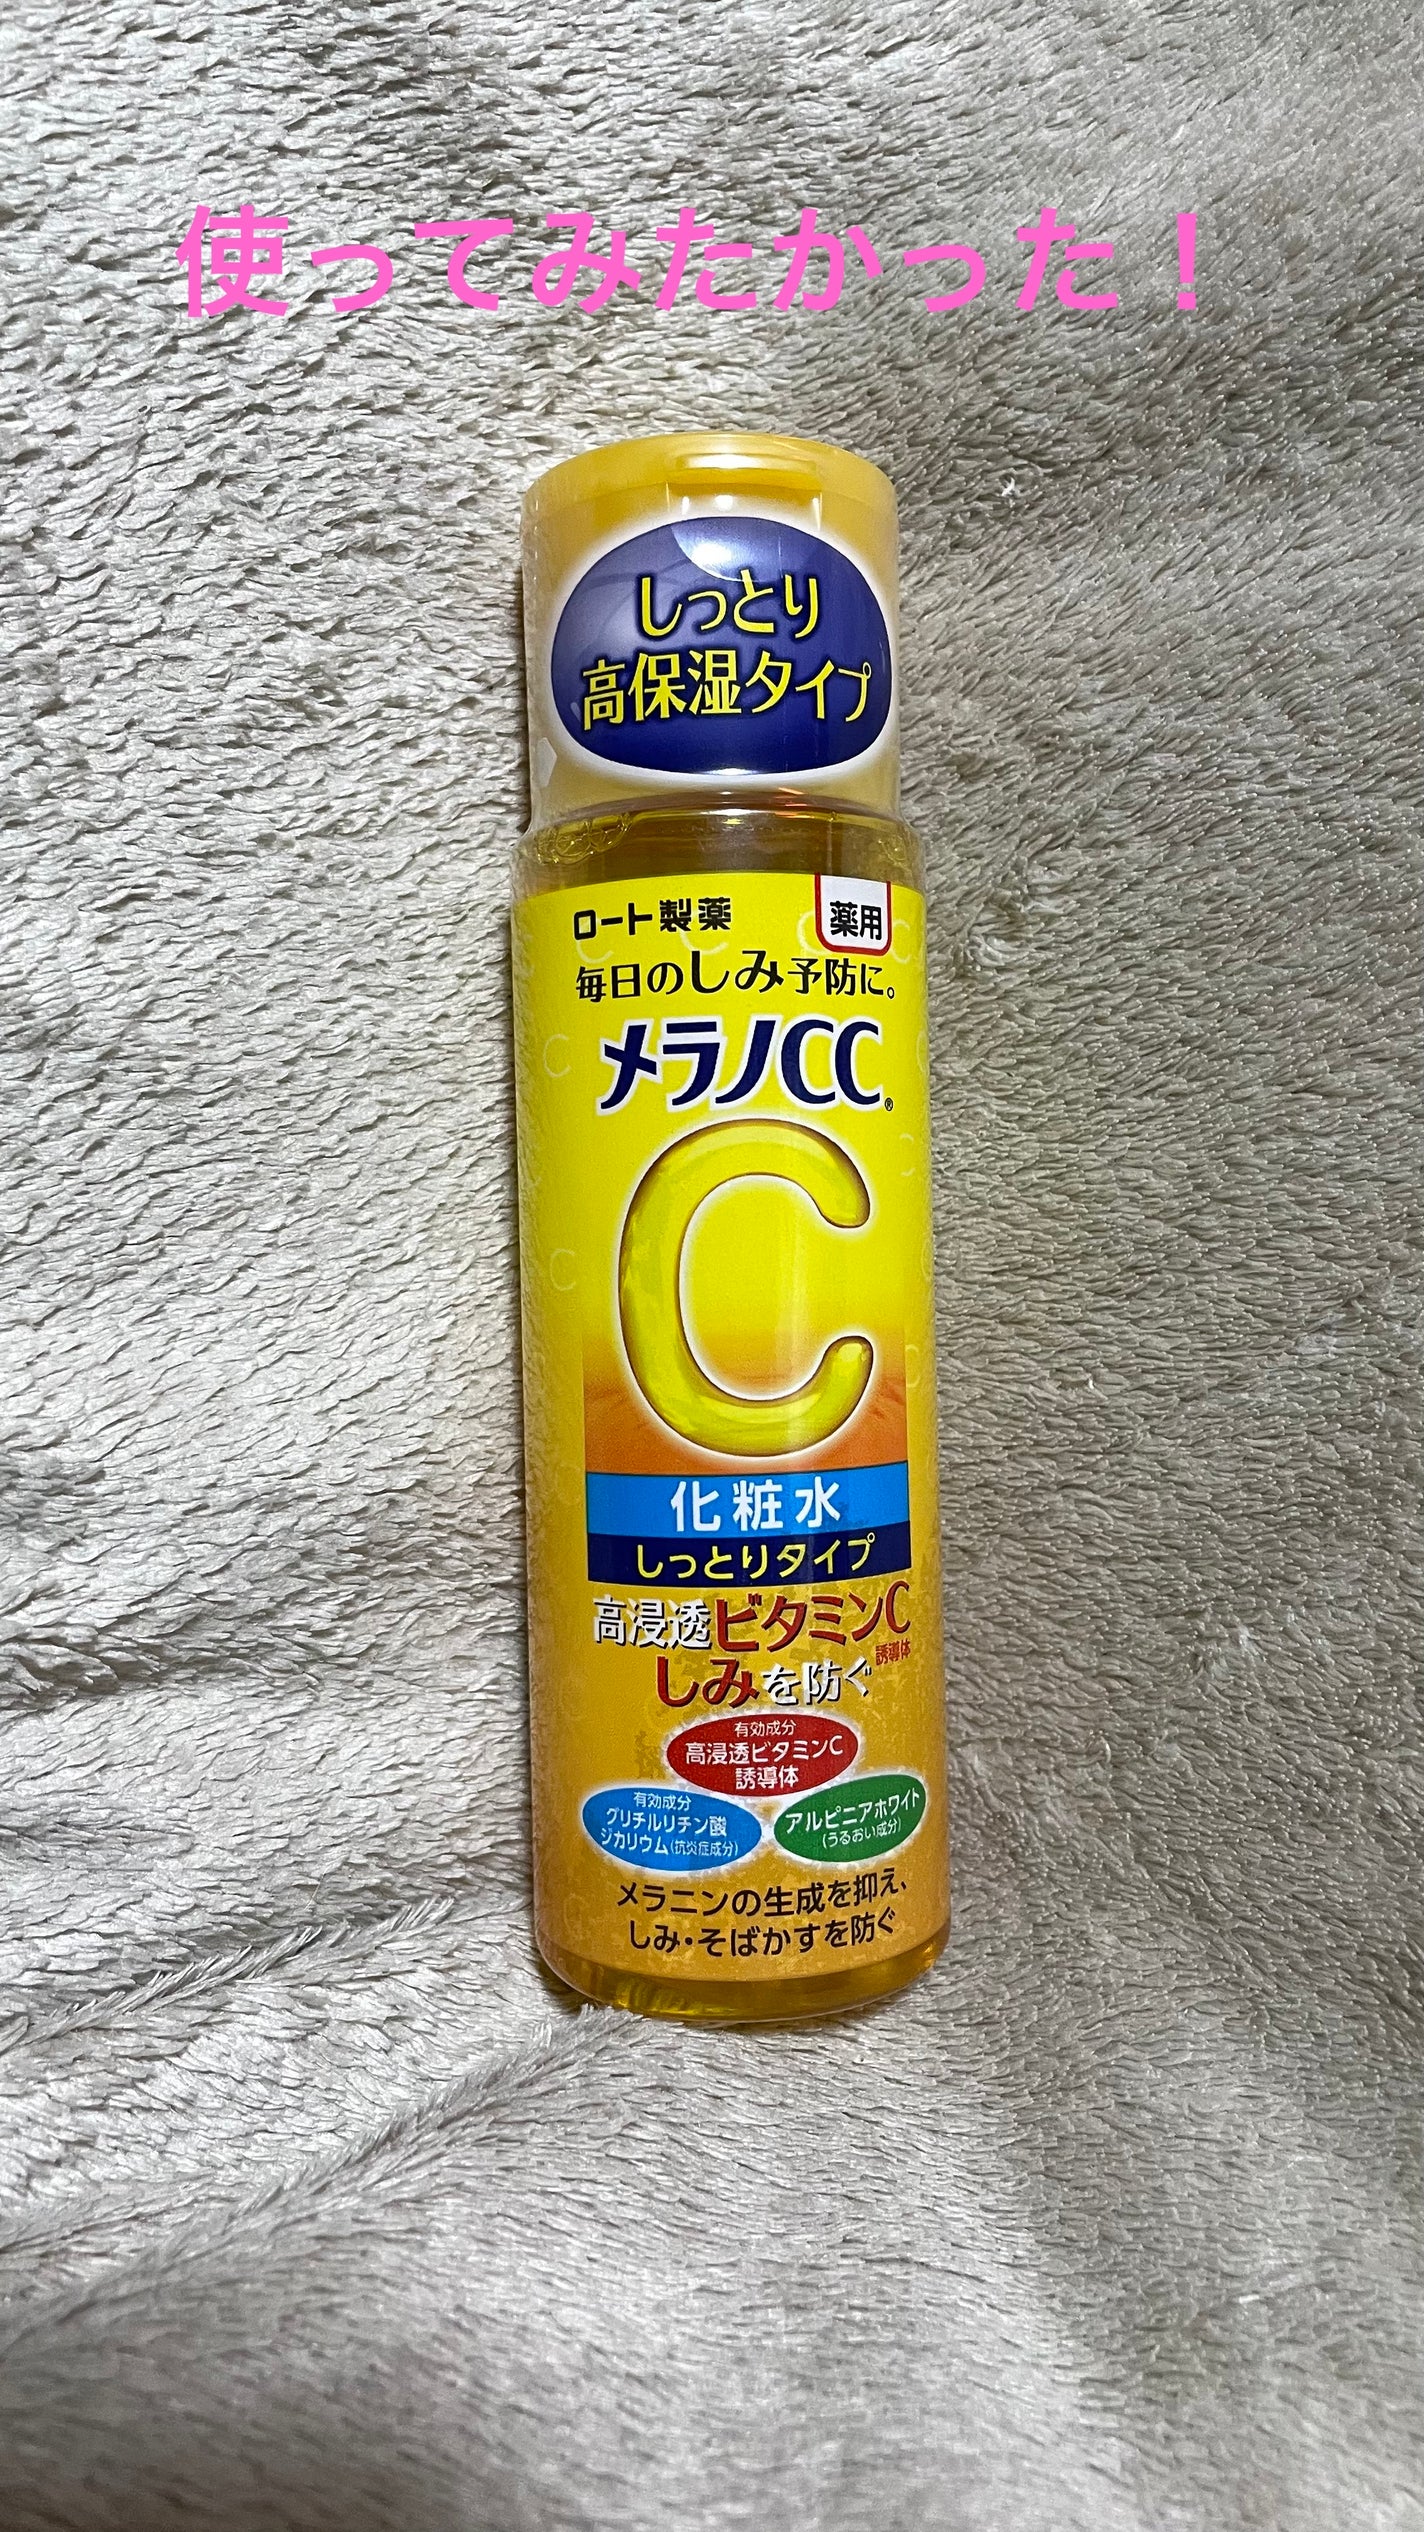 使ってみたかった！
しっとり
高保湿タイプ
ロート製薬
薬用
毎日のしみ予防に。
メラノCC®
C
化粧水
しっとりタイプ
高浸透ビタミンC
誘導体
しみを防ぐ
有効成分
高浸透ビタミンC
誘導体
有効成分
グリチルリチン酸
ジカリウム(抗炎症成分)
アルピニアホワイト
(うるおい成分)
メラニンの生成を抑え、
しみ・そばかすを防ぐ